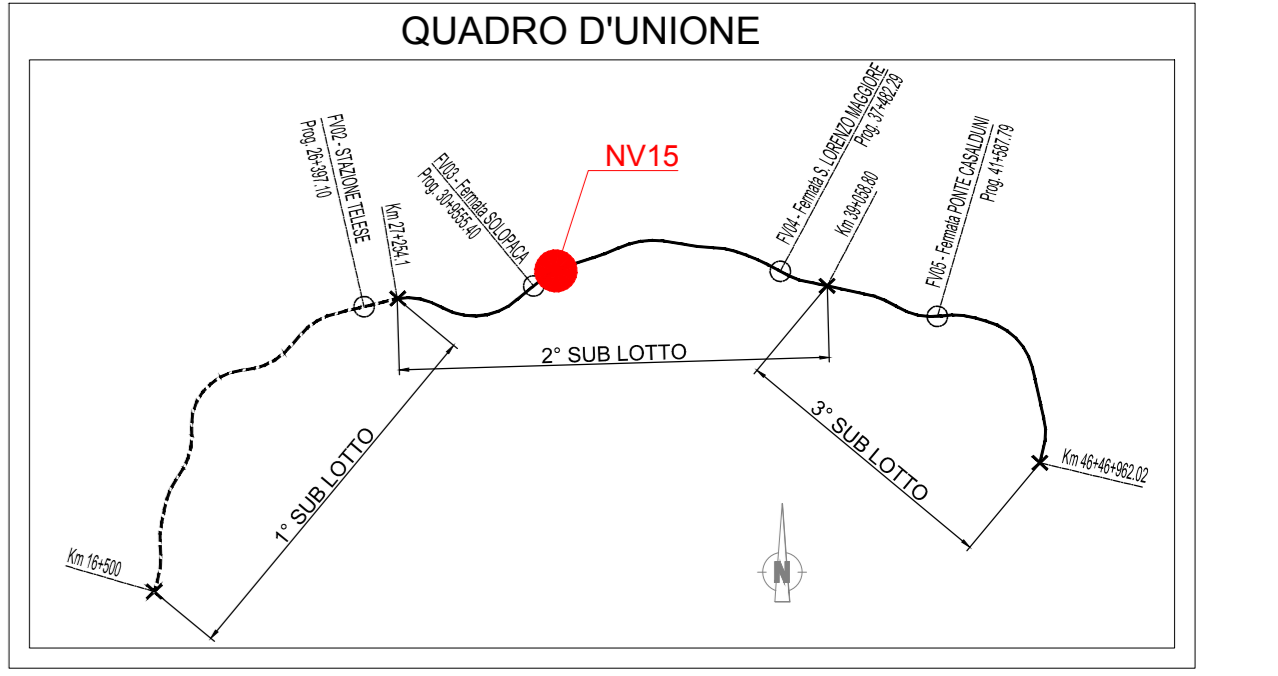 QUADRO D'UNIONE
FV02 - STAZIONE TELESE
Prog. 26+397.10
Km 27+254.1
FV03 - Fermata SOLOPACA
Prog. 30+9555.40
NV15
FV04 - Fermata S. LORENZO MAGGIORE
Prog. 37+482.29
Km 39+058.80
FV05 - Fermata PONTE CASALDUNI
Prog. 41+587.79
2° SUB LOTTO
1° SUB LOTTO
3° SUB LOTTO
Km 46+46+962.02
Km 16+500
N